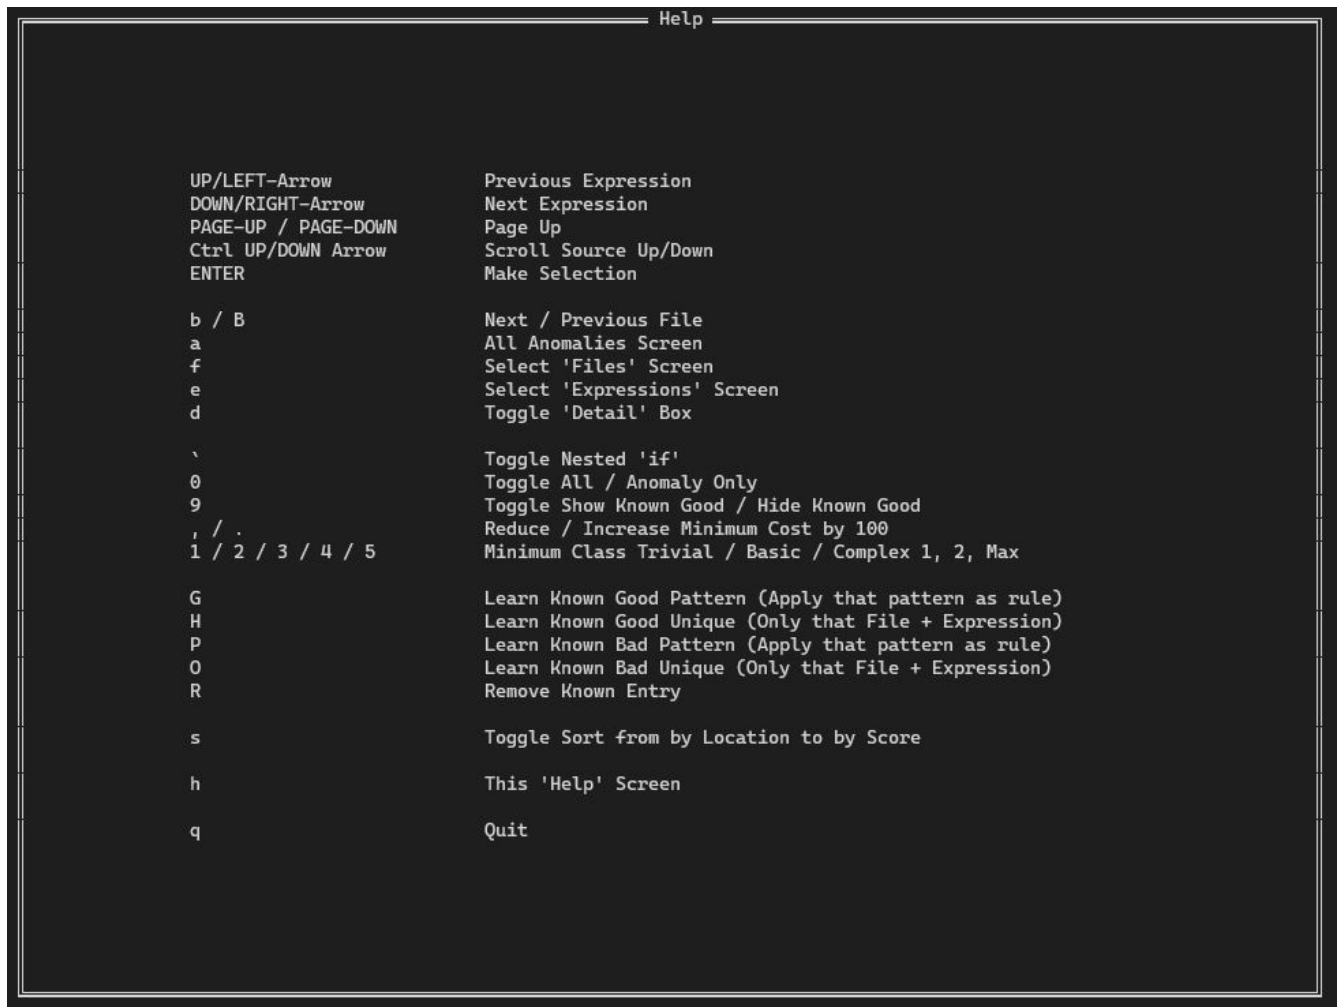 Help
UP/LEFT-Arrow Previous Expression
DOWN/RIGHT-Arrow Next Expression
PAGE-UP / PAGE-DOWN Page Up
Ctrl UP/DOWN Arrow Scroll Source Up/Down
ENTER Make Selection
b / B Next / Previous File
a All Anomalies Screen
f Select 'Files' Screen
e Select 'Expressions' Screen
d Toggle 'Detail' Box
` Toggle Nested 'if'
0 Toggle All / Anomaly Only
9 Toggle Show Known Good / Hide Known Good
, / . Reduce / Increase Minimum Cost by 100
1 / 2 / 3 / 4 / 5 Minimum Class Trivial / Basic / Complex 1, 2, Max
G Learn Known Good Pattern (Apply that pattern as rule)
H Learn Known Good Unique (Only that File + Expression)
P Learn Known Bad Pattern (Apply that pattern as rule)
O Learn Known Bad Unique (Only that File + Expression)
R Remove Known Entry
s Toggle Sort from by Location to by Score
h This 'Help' Screen
q Quit